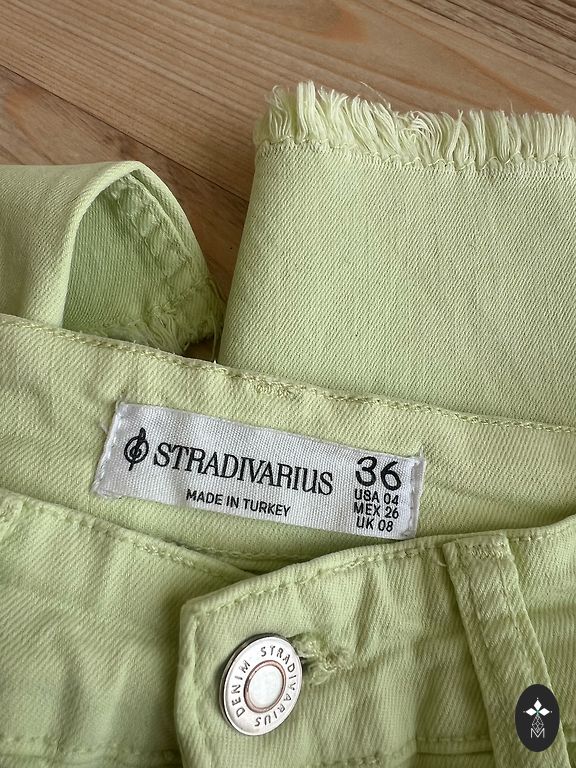 STRADIVARIUS
MADE IN TURKEY
36
USA 04
MEX 26
UK 08
DENIM STRADIVARIUS
M